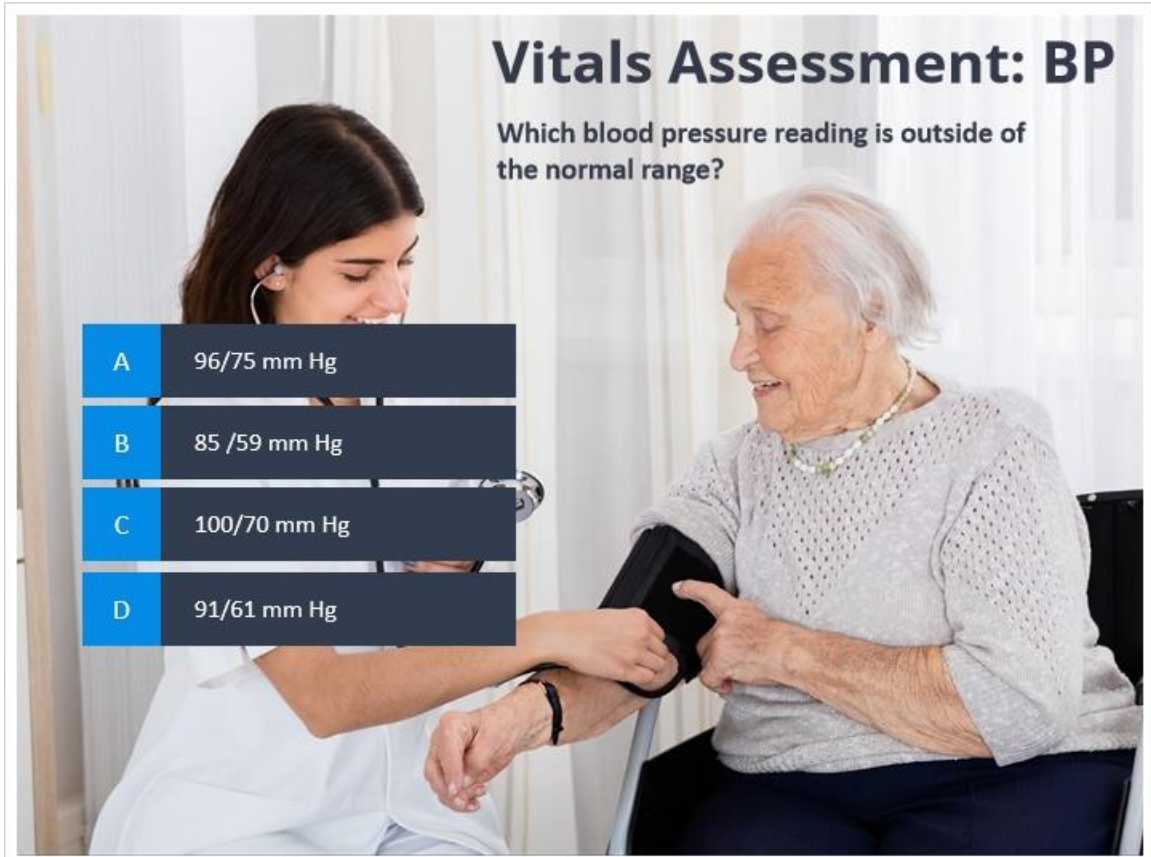 Vitals Assessment: BP
Which blood pressure reading is outside of
the normal range?
A 96/75 mm Hg
B 85 /59 mm Hg
C 100/70 mm Hg
D 91/61 mm Hg